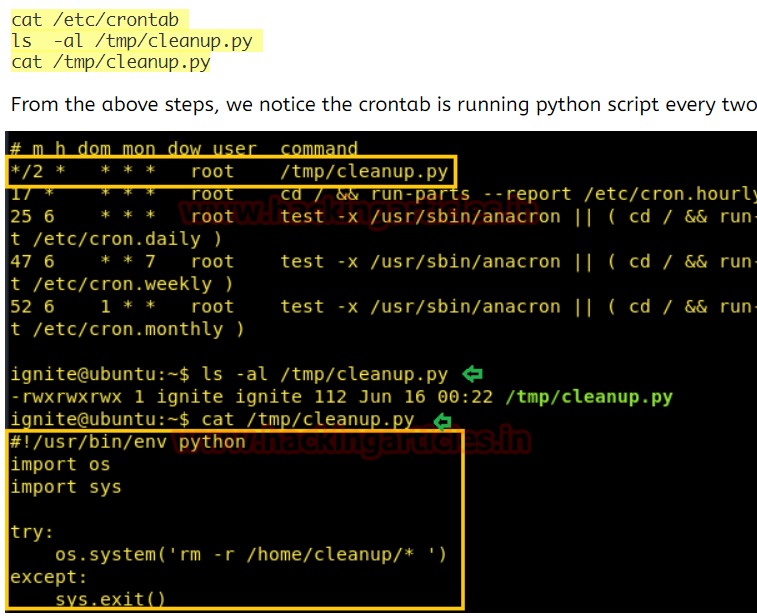 cat /etc/crontab
ls  -al /tmp/cleanup.py
cat /tmp/cleanup.py
From the above steps, we notice the crontab is running python script every two
# m h dom mon dow user  command
*/2 *   * * *   root    /tmp/cleanup.py
17 *    * * *   root    cd / && run-parts --report /etc/cron.hourly
www.hackingarticles.in
25 6    * * *   root    test -x /usr/sbin/anacron || ( cd / && run-
t /etc/cron.daily )
47 6    * * 7   root    test -x /usr/sbin/anacron || ( cd / && run-
t /etc/cron.weekly )
52 6    1 * *   root    test -x /usr/sbin/anacron || ( cd / && run-
t /etc/cron.monthly )
ignite@ubuntu:~$ ls -al /tmp/cleanup.py
-rwxrwxrwx 1 ignite ignite 112 Jun 16 00:22 /tmp/cleanup.py
ignite@ubuntu:~$ cat /tmp/cleanup.py
www.hackingarticles.in
#!/usr/bin/env python
import os
import sys
try:
    os.system('rm -r /home/cleanup/* ')
except:
    sys.exit()